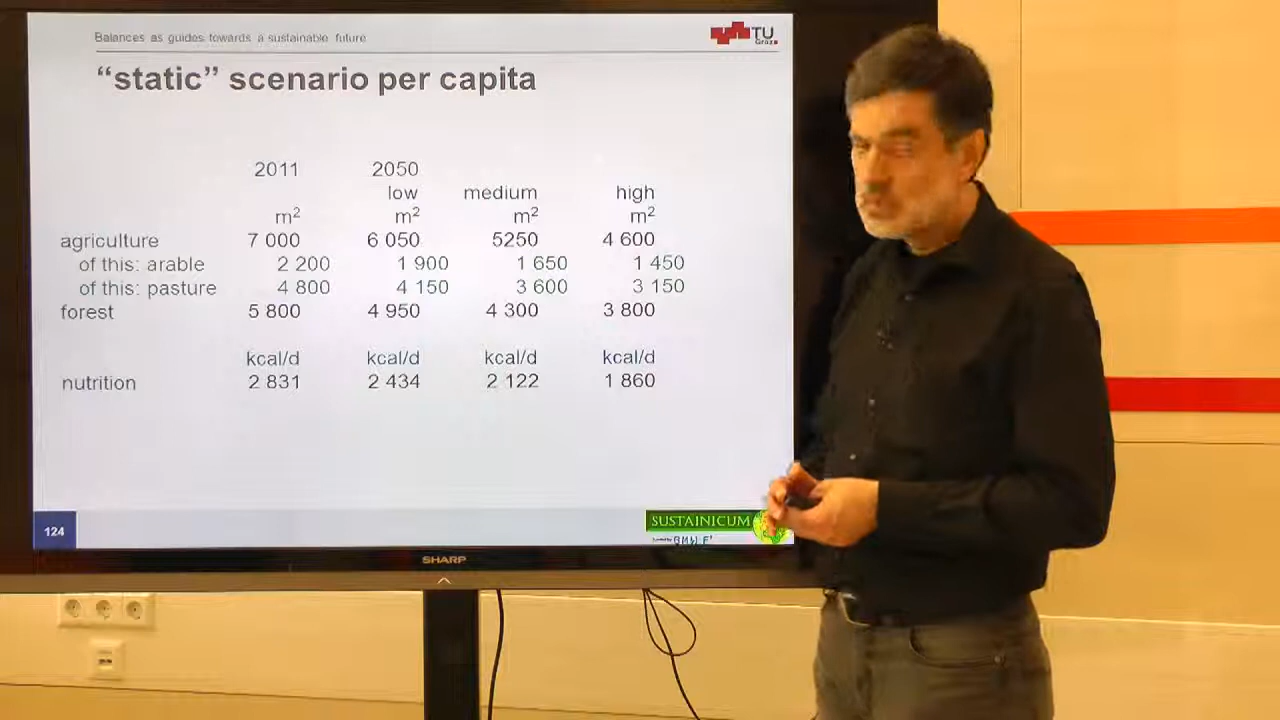 Balances as guides towards a sustainable future
TU
Graz
"static" scenario per capita
2011 2050
low medium high
m² m² m² m²
agriculture 7 000 6 050 5250 4 600
of this: arable 2 200 1 900 1 650 1 450
of this: pasture 4 800 4 150 3 600 3 150
forest 5 800 4 950 4 300 3 800
kcal/d kcal/d kcal/d kcal/d
nutrition 2 831 2 434 2 122 1 860
124
SUSTAINICUM
SHARP